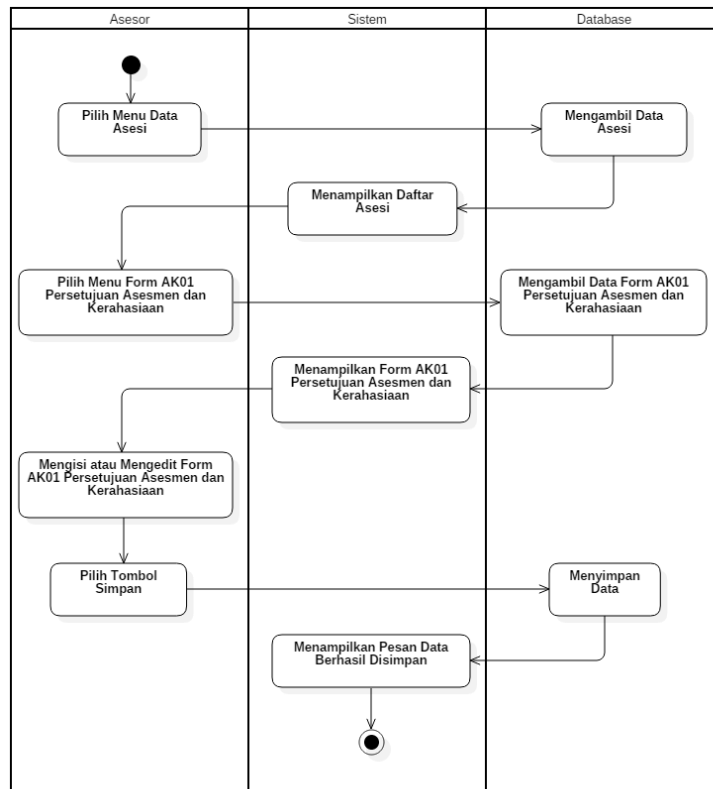 Asesor
Sistem
Database
Pilih Menu Data
Asesi
Mengambil Data
Asesi
Menampilkan Daftar
Asesi
Pilih Menu Form AK01
Persetujuan Asesmen dan
Kerahasiaan
Mengambil Data Form AK01
Persetujuan Asesmen dan
Kerahasiaan
Menampilkan Form AK01
Persetujuan Asesmen dan
Kerahasiaan
Mengisi atau Mengedit Form
AK01 Persetujuan Asesmen dan
Kerahasiaan
Pilih Tombol
Simpan
Menyimpan
Data
Menampilkan Pesan Data
Berhasil Disimpan